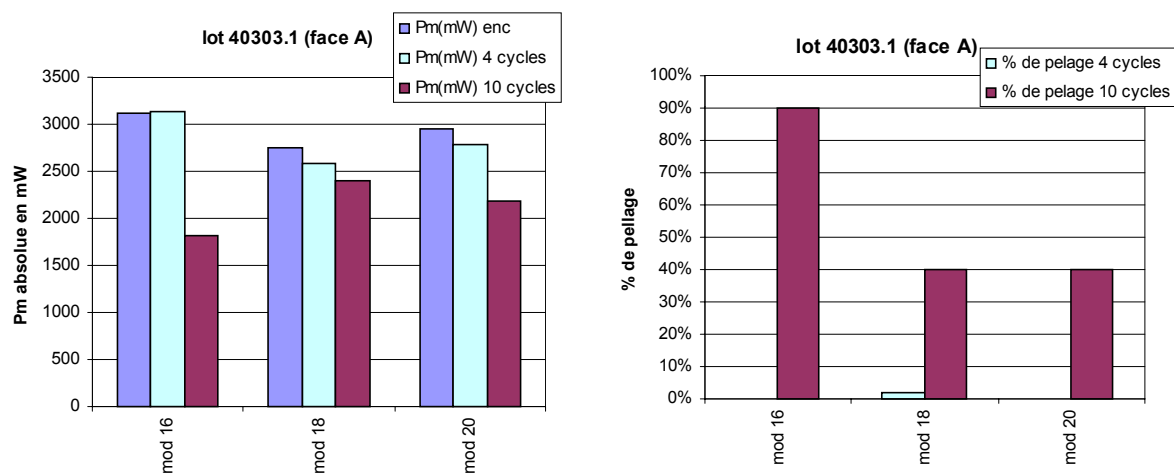 lot 40303.1 (face A)
Pm(mW) enc
Pm(mW) 4 cycles
Pm(mW) 10 cycles
Pm absolue en mW
3500
3000
2500
2000
1500
1000
500
0
mod 16
mod 18
mod 20
lot 40303.1 (face A)
% de pelage 4 cycles
% de pelage 10 cycles
% de pellage
100%
90%
80%
70%
60%
50%
40%
30%
20%
10%
0%
mod 16
mod 18
mod 20